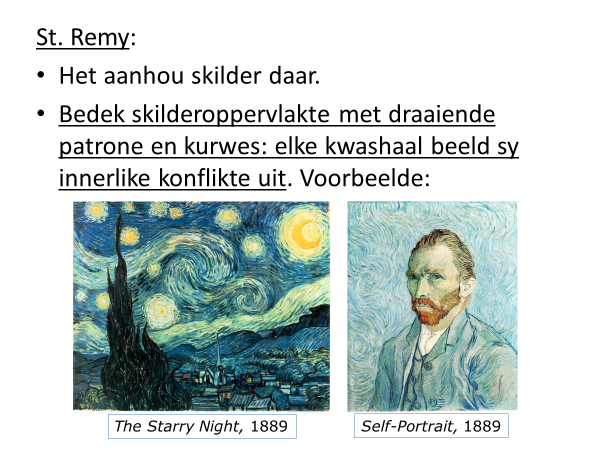 St. Remy:
• Het aanhou skilder daar.
• Bedek skilderoppervlakte met draaiende
patrone en kurwes: elke kwashaal beeld sy
innerlike konflikte uit. Voorbeelde:
The Starry Night, 1889
Self-Portrait, 1889